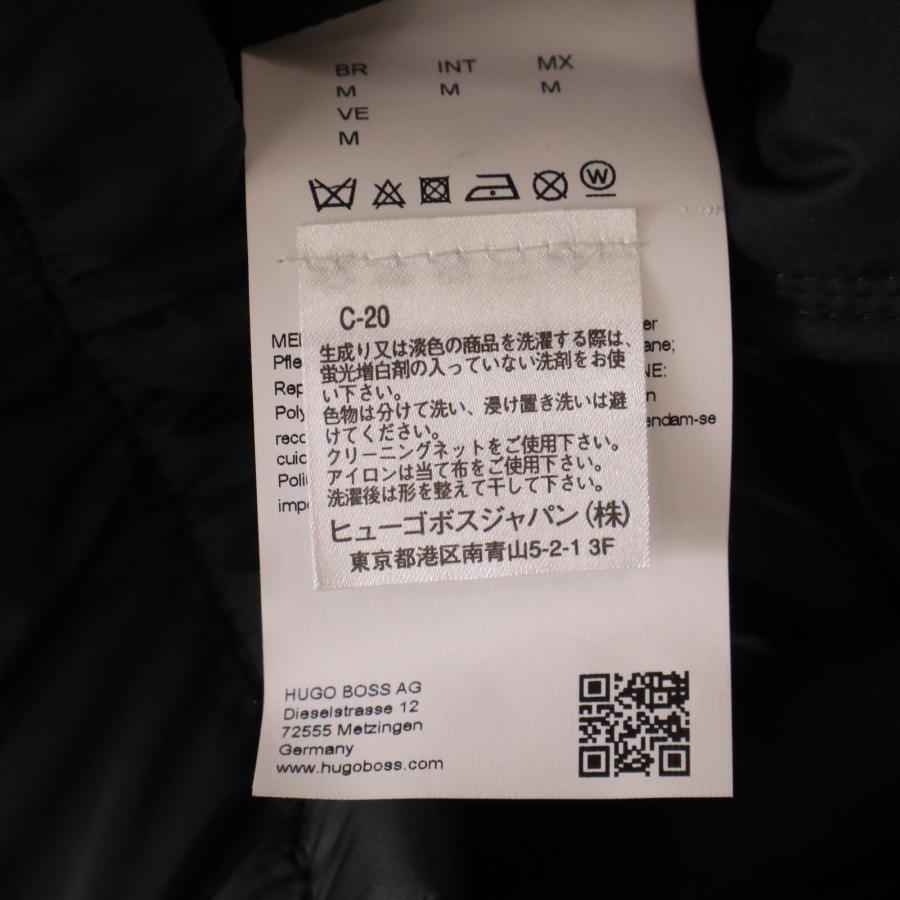 BR INT MX
M M M
VE
M
W
C-20
生成り又は淡色の商品を洗濯する際は、
蛍光増白剤の入っていない洗剤をお使
い下さい。
色物は分けて洗い、浸け置き洗いは避
けてください。
クリーニングネットをご使用下さい。
アイロンは当て布をご使用下さい。
洗濯後は形を整えて干して下さい。
ヒューゴボスジャパン(株)
東京都港区南青山5-2-1 3F
HUGO BOSS AG
Dieselstrasse 12
72555 Metzingen
Germany
www.hugoboss.com